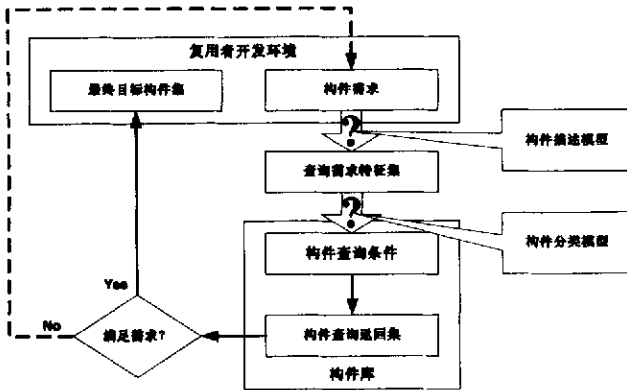 复用者开发环境
最终目标构件集
构件需求
?
构件描述模型
查询需求特征集
?
构件分类模型
构件查询条件
Yes
No
满足需求?
构件查询返回集
构件库